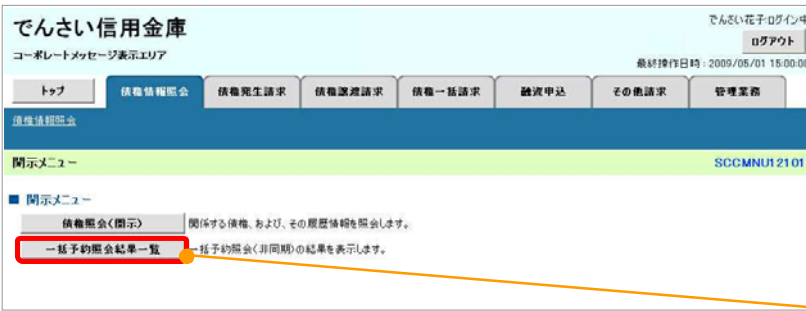 でんさい信用金庫
でんさい花子:ログイン中
ログアウト
コーポレートメッセージ表示エリア
最終操作日時:2009/05/01 15:00:00
トップ 債権情報照会 債権発生請求 債権譲渡請求 債権一括請求 融資申込 その他請求 管理業務
債権情報照会
開示メニュー SCCMNU12101
■ 開示メニュー
債権照会(開示) 関係する債権、および、その履歴情報を照会します。
一括予約照会結果一覧 一括予約照会(非同期)の結果を表示します。